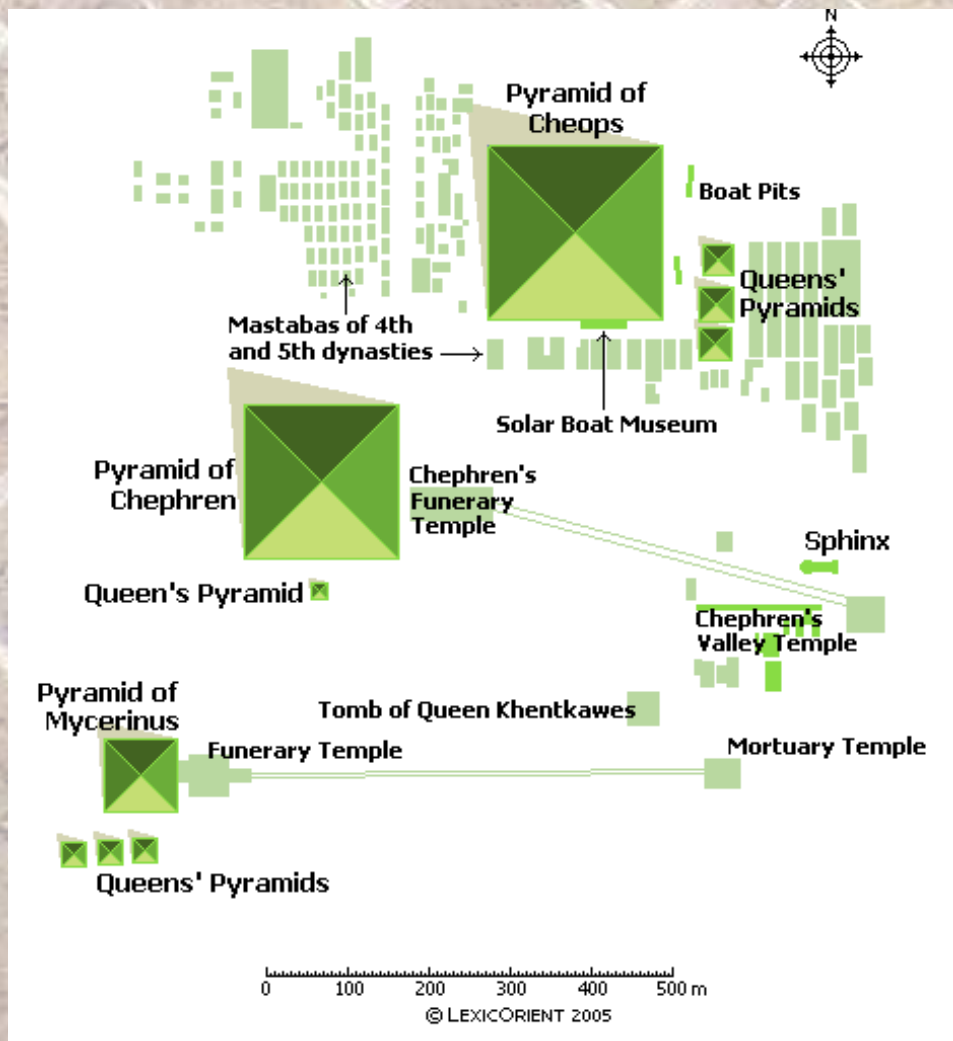 N
Pyramid of
Cheops
Boat Pits
Queens'
Pyramids
Mastabas of 4th
and 5th dynasties
Solar Boat Museum
Pyramid of
Chephren
Chephren's
Funerary
Temple
Sphinx
Queen's Pyramid
Chephren's
Valley Temple
Pyramid of
Mycerinus
Tomb of Queen Khentkawes
Funerary Temple
Mortuary Temple
Queens' Pyramids
0 100 200 300 400 500 m
© LEXICORIENT 2005